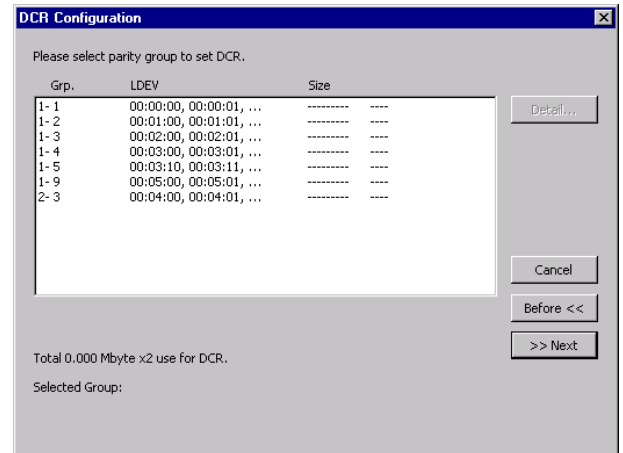 DCR Configuration
Please select parity group to set DCR.
Grp. LDEV Size
1- 1 00:00:00, 00:00:01, ... --------- ----
1- 2 00:01:00, 00:01:01, ... --------- ----
1- 3 00:02:00, 00:02:01, ... --------- ----
1- 4 00:03:00, 00:03:01, ... --------- ----
1- 5 00:03:10, 00:03:11, ... --------- ----
1- 9 00:05:00, 00:05:01, ... --------- ----
2- 3 00:04:00, 00:04:01, ... --------- ----
Detail...
Cancel
Before <<
>> Next
Total 0.000 Mbyte x2 use for DCR.
Selected Group: